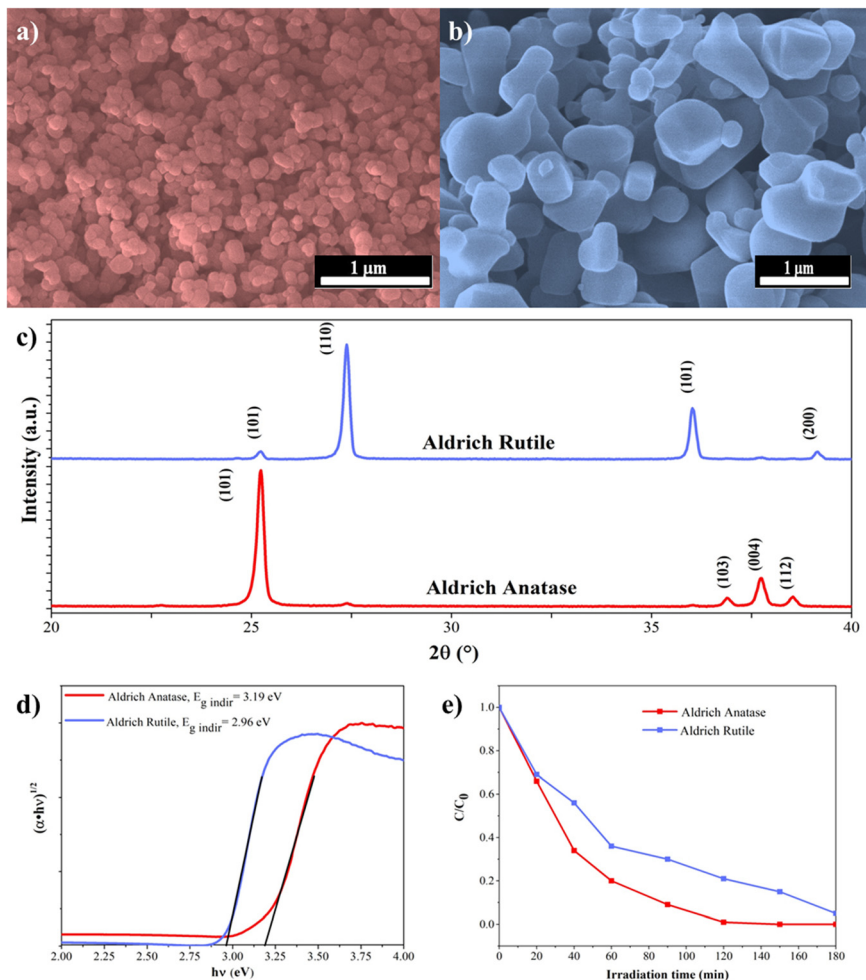 a)
b)
1 μm
1 μm
c)
(101)
(110)
(101)
(200)
Aldrich Rutile
(101)
(103)
(004)
(112)
Aldrich Anatase
Intensity (a.u.)
20
25
30
35
40
2θ (°)
d)
Aldrich Anatase, E g indir= 3.19 eV
Aldrich Rutile, E g indir= 2.96 eV
(α•hν)1/2
2.00
2.25
2.50
2.75
3.00
3.25
3.50
3.75
4.00
hν (eV)
e)
Aldrich Anatase
Aldrich Rutile
C/C0
1.0
0.8
0.6
0.4
0.2
0.0
0
20
40
60
80
100
120
140
160
180
Irradiation time (min)